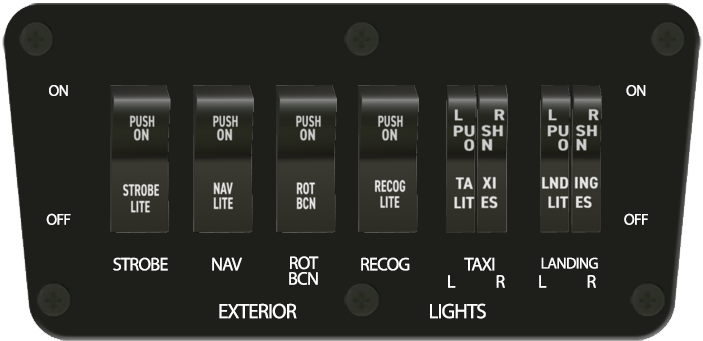 ON
ON
PUSH
ON
PUSH
ON
PUSH
ON
PUSH
ON
L R
PU SH
O N
L R
PU SH
O N
STROBE
LITE
NAV
LITE
ROT
BCN
RECOG
LITE
TA XI
LIT ES
LND ING
LIT ES
OFF
OFF
STROBE
NAV
ROT
BCN
RECOG
TAXI
L R
LANDING
L R
EXTERIOR LIGHTS